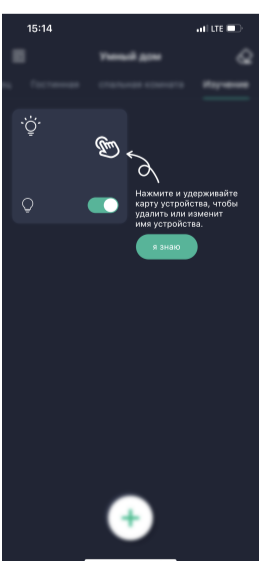 15:14
LTE
Умный дом
Гостинная спальная комната Изучение
Нажмите и удерживайте
карту устройства, чтобы
удалить или изменит
имя устройства.
я знаю